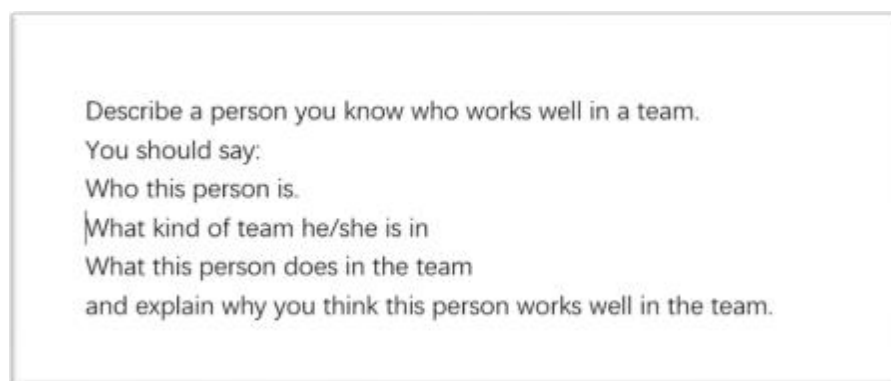 Describe a person you know who works well in a team.
You should say:
Who this person is.
What kind of team he/she is in
What this person does in the team
and explain why you think this person works well in the team.